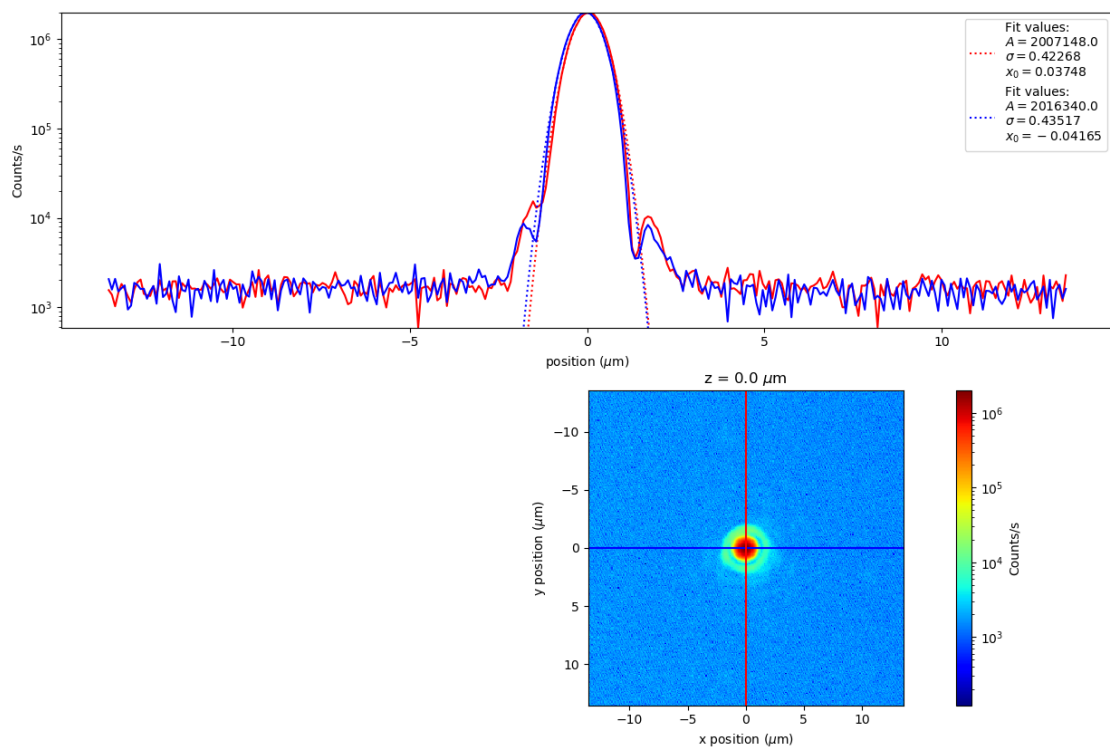 Counts/s
10⁶
10⁵
10⁴
10³
−10
−5
0
5
10
position (μm)
Fit values:
A = 2007148.0
σ = 0.42268
x₀ = 0.03748
Fit values:
A = 2016340.0
σ = 0.43517
x₀ = −0.04165
z = 0.0 μm
y position (μm)
−10
−5
0
5
10
−10
−5
0
5
10
x position (μm)
10⁶
10⁵
10⁴
10³
Counts/s